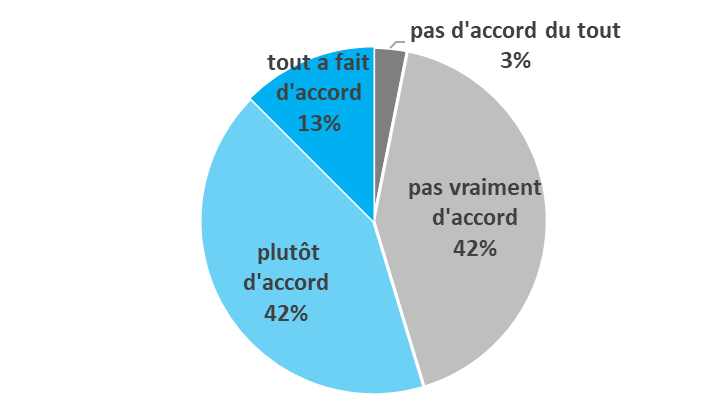 pas d'accord du tout
3%
tout a fait
d'accord
13%
pas vraiment
d'accord
42%
plutôt
d'accord
42%